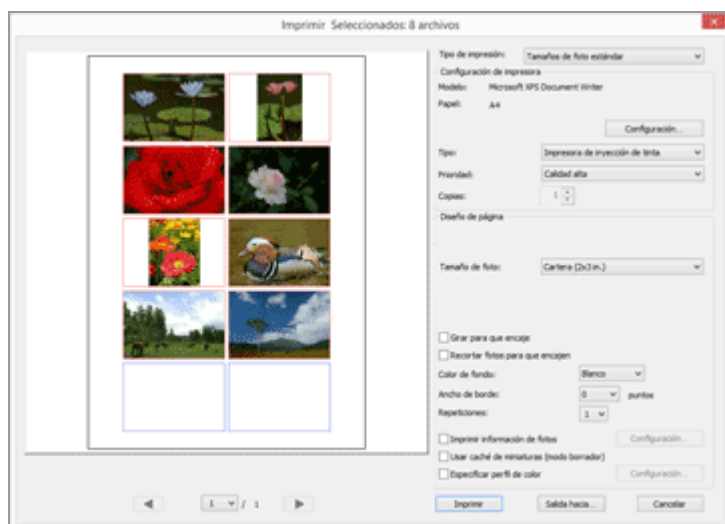 Imprimir Seleccionados: 8 archivos
Tipo de impresión: Tamaños de foto estándar
Configuración de impresora
Modelo: Microsoft XPS Document Writer
Papel: A4
Configuración...
Tipo: Impresora de inyección de tinta
Prioridad: Calidad alta
Copias: 1
Diseño de página
Tamaño de foto: Cartera (2x3 in.)
Girar para que encaje
Recortar fotos para que encajen
Color de fondo: Blanco
Ancho de borde: 0 puntos
Repeticiones: 1
Imprimir información de fotos Configuración...
Usar caché de miniaturas (modo borrador)
Especificar perfil de color Configuración...
1 / 1 Imprimir Salida hacia... Cancelar